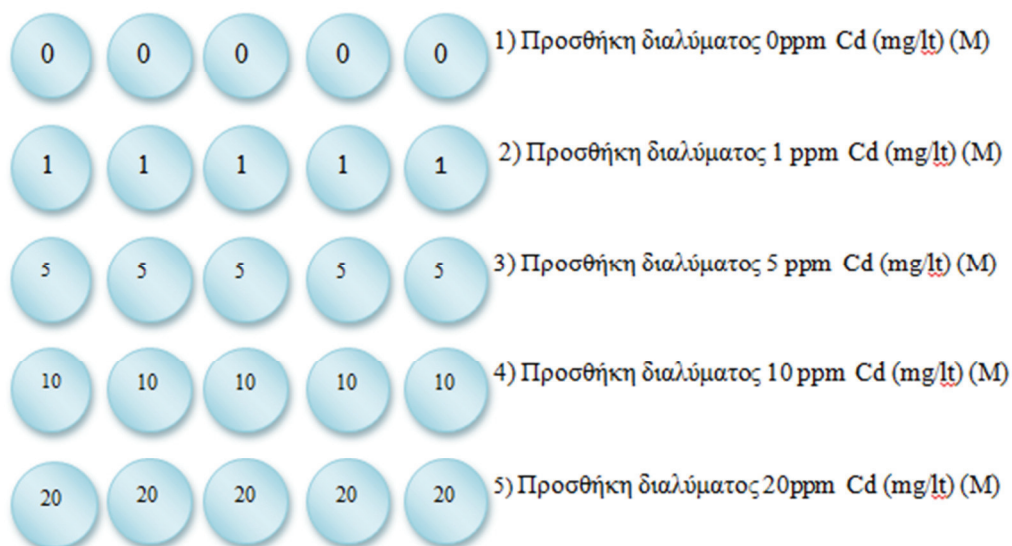 0 0 0 0 0 1) Προσθήκη διαλύματος 0ppm Cd (mg/lt) (M)
1 1 1 1 1 2) Προσθήκη διαλύματος 1 ppm Cd (mg/lt) (M)
5 5 5 5 5 3) Προσθήκη διαλύματος 5 ppm Cd (mg/lt) (M)
10 10 10 10 10 4) Προσθήκη διαλύματος 10 ppm Cd (mg/lt) (M)
20 20 20 20 20 5) Προσθήκη διαλύματος 20ppm Cd (mg/lt) (M)